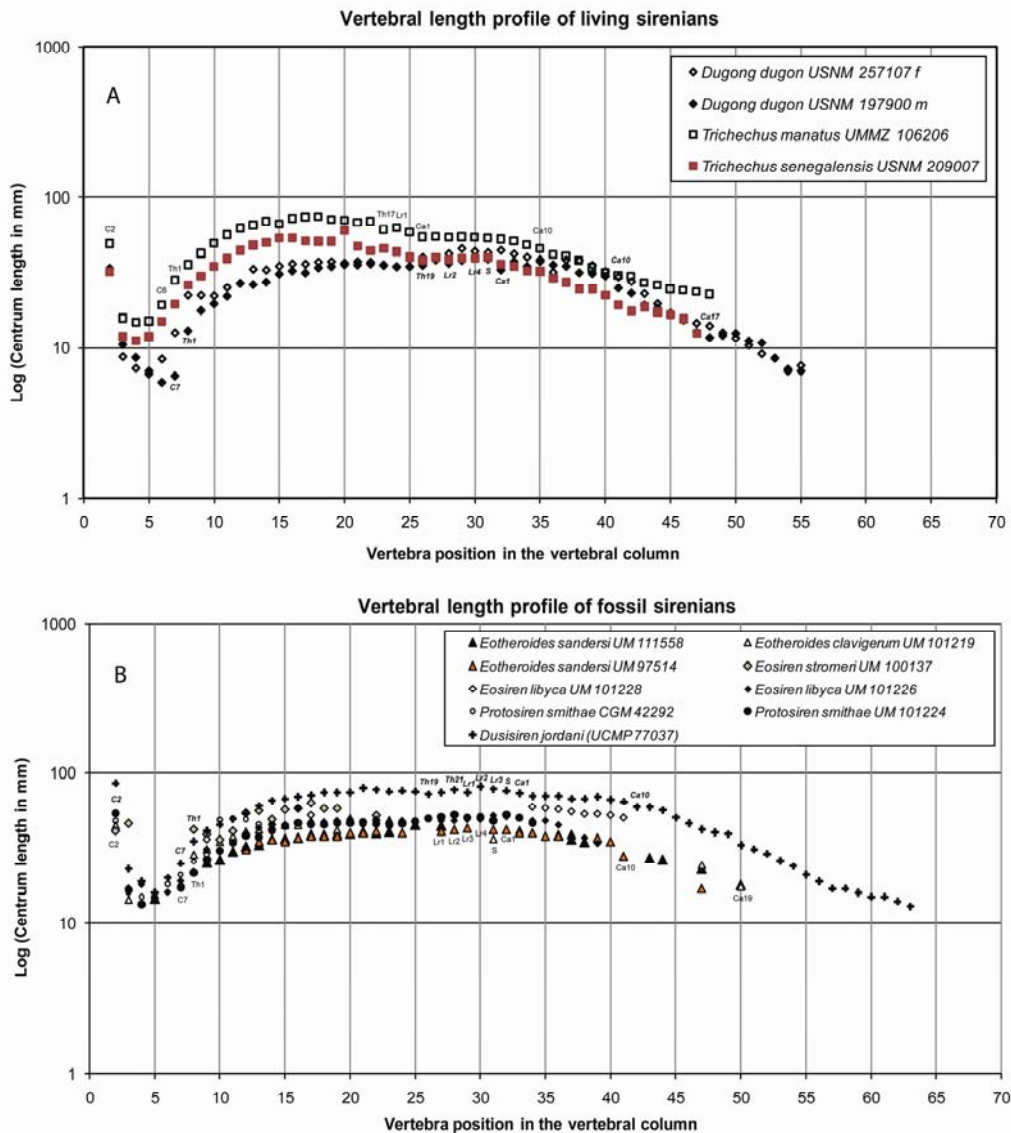 Vertebral length profile of living sirenians
1000
A
Dugong dugon USNM 257107 f
Dugong dugon USNM 197900 m
Trichechus manatus UMMZ 106206
Trichechus senegalensis USNM 209007
100
10
1
Log (Centrum length in mm)
C2
C6
Th1
Th1
C7
Th17
Lr1
Ca1
Th19
Lr2
Lr4
S
Ca1
Ca10
Ca10
Ca17
0 5 10 15 20 25 30 35 40 45 50 55 60 65 70
Vertebra position in the vertebral column
Vertebral length profile of fossil sirenians
1000
B
Eotheroides sandersi UM 111558
Eotheroides clavigerum UM 101219
Eotheroides sandersi UM 97514
Eosiren stromeri UM 100137
Eosiren libyca UM 101228
Eosiren libyca UM 101226
Protosiren smithae CGM 42292
Protosiren smithae UM 101224
Dusisiren jordani (UCMP 77037)
100
10
1
Log (Centrum length in mm)
C2
C2
Th1
C7
C7
Th1
Th19
Th21
Lr1
Lr2
Lr3
S
Ca1
Ca10
Lr1
Lr2
Lr3
Lr4
S
Ca1
Ca10
Ca19
0 5 10 15 20 25 30 35 40 45 50 55 60 65 70
Vertebra position in the vertebral column